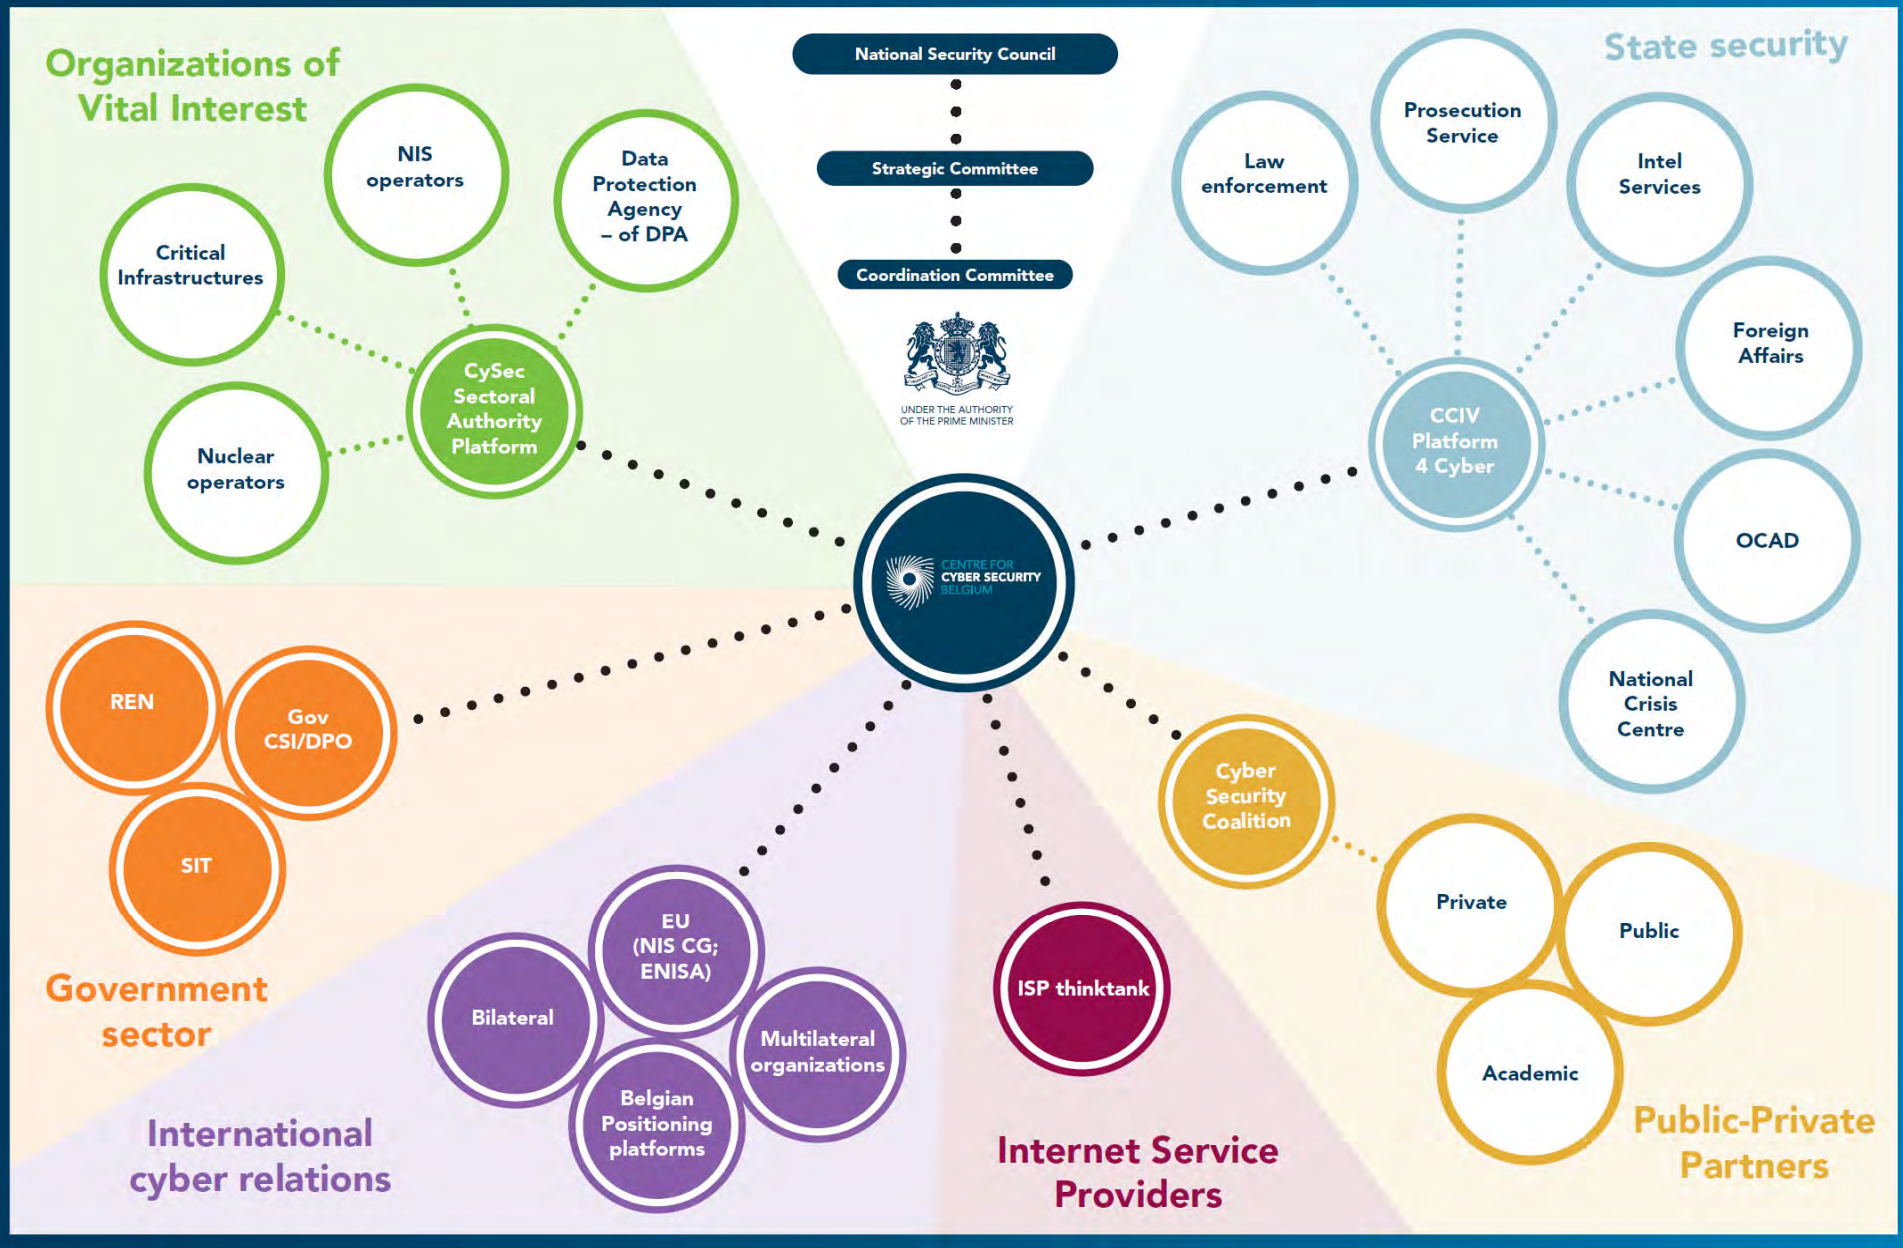 Organizations of
Vital Interest
NIS
operators
Data
Protection
Agency
– of DPA
Critical
Infrastructures
CySec
Sectoral
Authority
Platform
Nuclear
operators
National Security Council
Strategic Committee
Coordination Committee
UNDER THE AUTHORITY
OF THE PRIME MINISTER
CENTRE FOR
CYBER SECURITY
BELGIUM
State security
Prosecution
Service
Law
enforcement
Intel
Services
Foreign
Affairs
CCIV
Platform
4 Cyber
OCAD
National
Crisis
Centre
REN
Gov
CSI/DPO
SIT
Government
sector
EU
(NIS CG;
ENISA)
Bilateral
Multilateral
organizations
Belgian
Positioning
platforms
International
cyber relations
ISP thinktank
Internet Service
Providers
Cyber
Security
Coalition
Private
Public
Academic
Public-Private
Partners